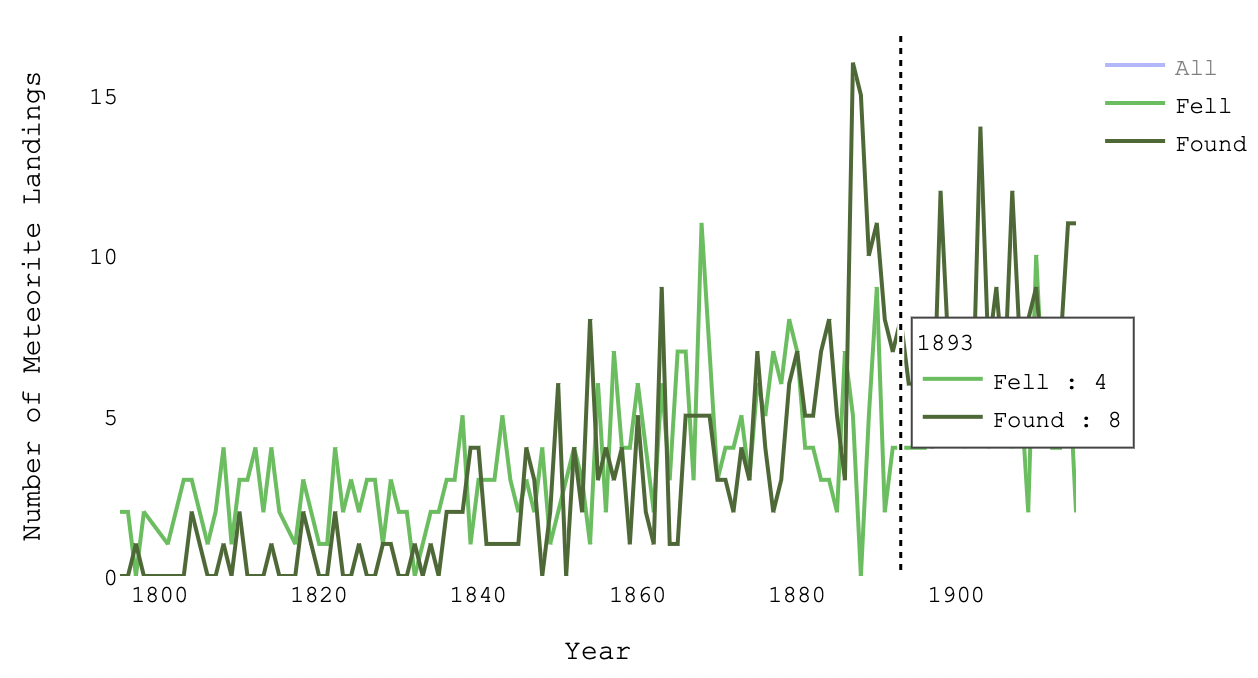 Number of Meteorite Landings
15
10
5
0
1800 1820 1840 1860 1880 1900
Year
All
Fell
Found
1893
Fell : 4
Found : 8